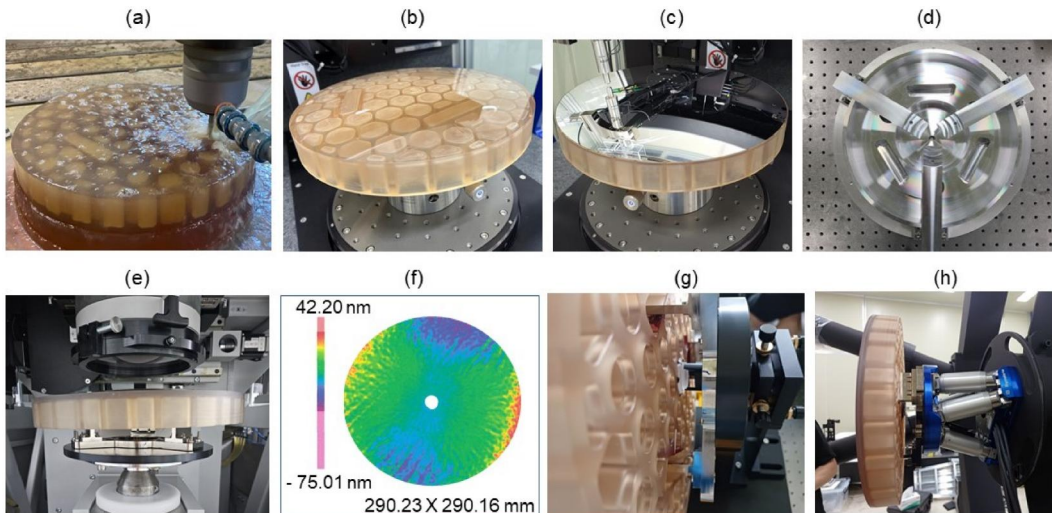 (a)
(b)
(c)
(d)
(e)
(f)
(g)
(h)
42.20 nm
- 75.01 nm
290.23 X 290.16 mm